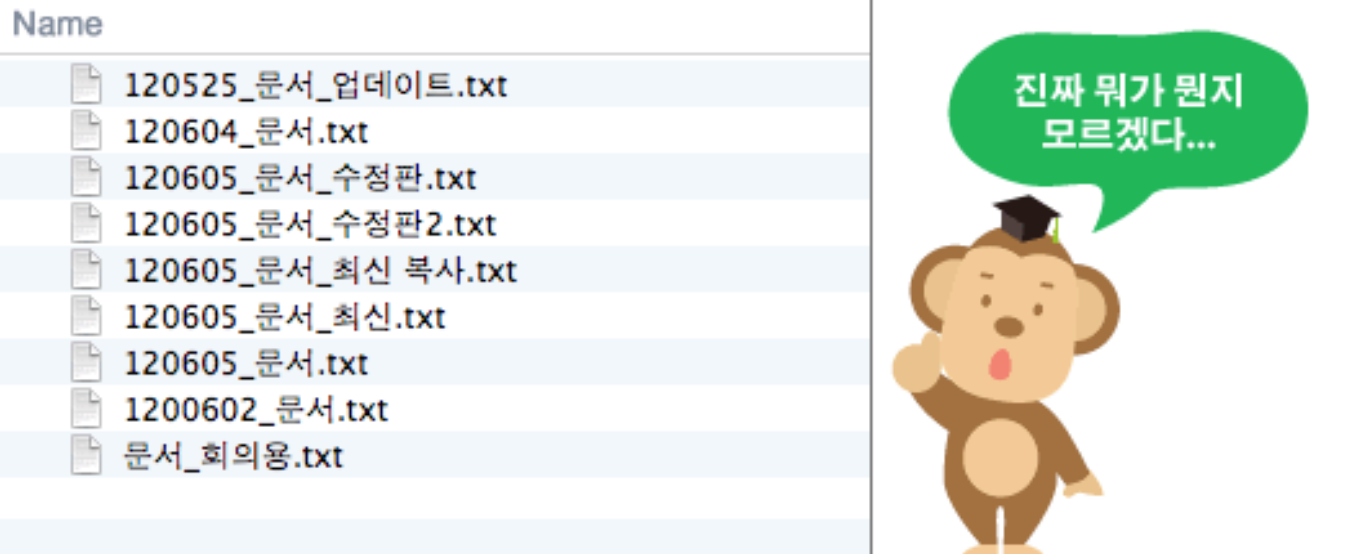 Name
120525_문서_업데이트.txt
120604_문서.txt
120605_문서_수정판.txt
120605_문서_수정판2.txt
120605_문서_최신 복사.txt
120605_문서_최신.txt
120605_문서.txt
1200602_문서.txt
문서_회의용.txt
진짜 뭐가 뭔지
모르겠다...